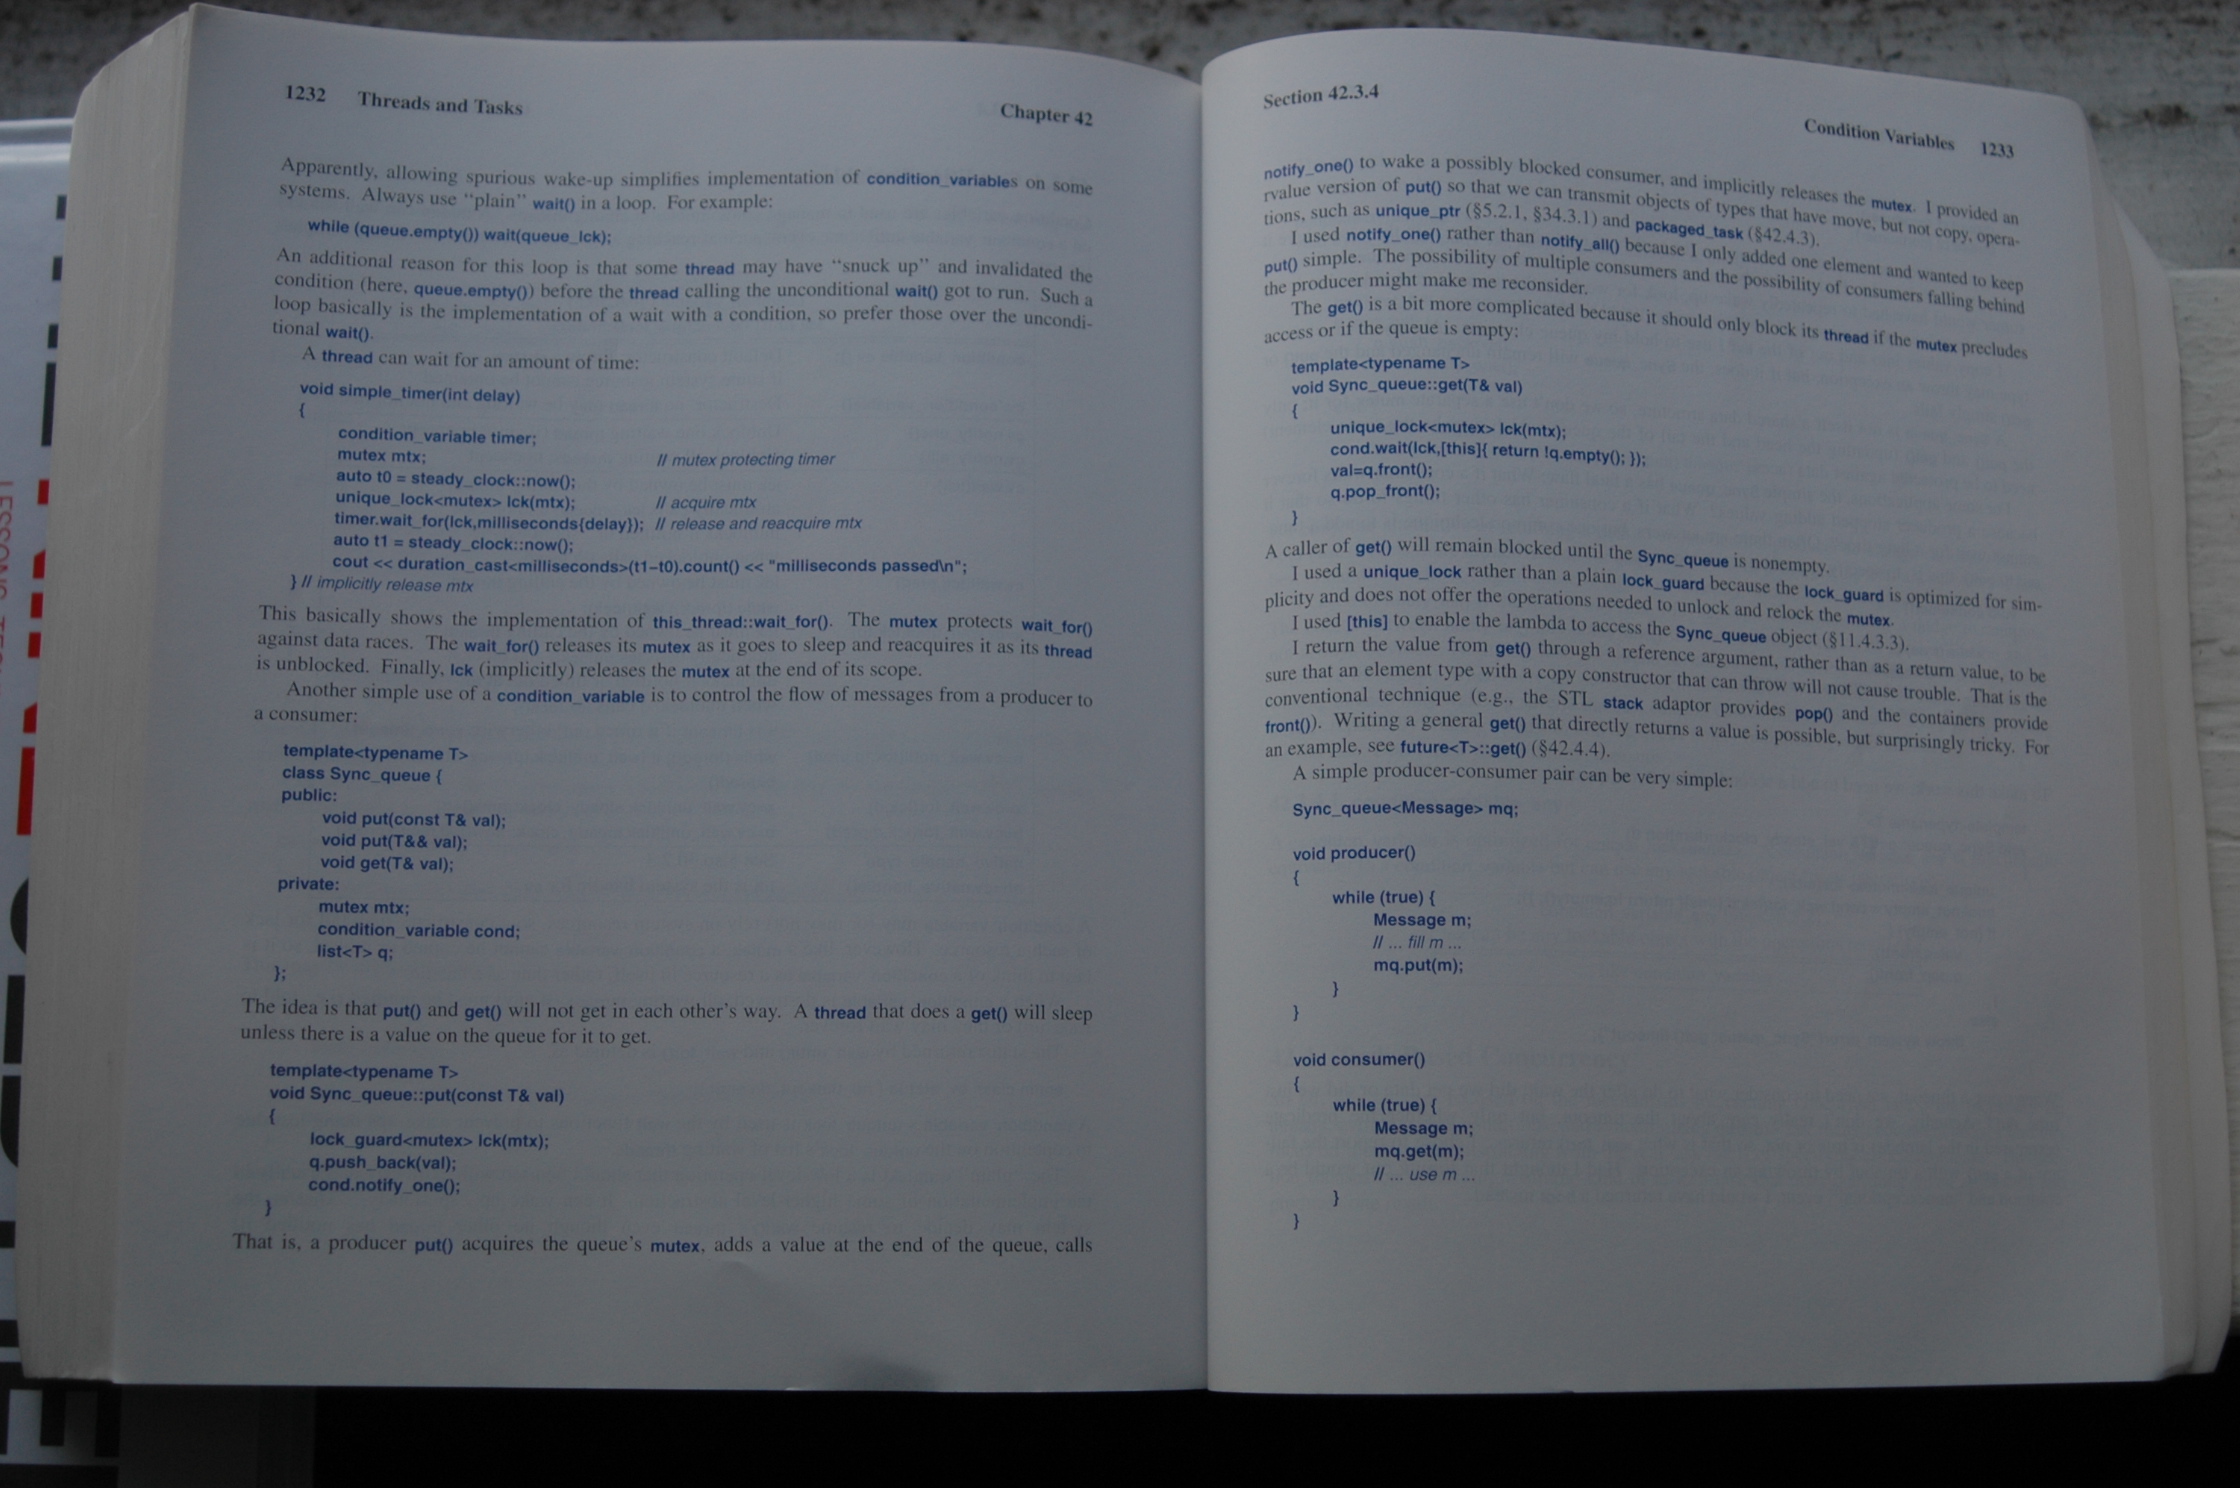 1232 Threads and Tasks Chapter 42
Apparently, allowing spurious wake-up simplifies implementation of condition_variables on some
systems. Always use “plain” wait() in a loop. For example:
while (queue.empty()) wait(queue_lck);
An additional reason for this loop is that some thread may have “snuck up” and invalidated the
condition (here, queue.empty()) before the thread calling the unconditional wait() got to run. Such a
loop basically is the implementation of a wait with a condition, so prefer those over the uncondi-
tional wait().
A thread can wait for an amount of time:
void simple_timer(int delay)
{
condition_variable timer;
mutex mtx; // mutex protecting timer
auto t0 = steady_clock::now();
unique_lock<mutex> lck(mtx); // acquire mtx
timer.wait_for(lck,milliseconds{delay}); // release and reacquire mtx
auto t1 = steady_clock::now();
cout << duration_cast<milliseconds>(t1−t0).count() << "milliseconds passed\n";
} // implicitly release mtx
This basically shows the implementation of this_thread::wait_for(). The mutex protects wait_for()
against data races. The wait_for() releases its mutex as it goes to sleep and reacquires it as its thread
is unblocked. Finally, lck (implicitly) releases the mutex at the end of its scope.
Another simple use of a condition_variable is to control the flow of messages from a producer to
a consumer:
template<typename T>
class Sync_queue {
public:
void put(const T& val);
void put(T&& val);
void get(T& val);
private:
mutex mtx;
condition_variable cond;
list<T> q;
};
The idea is that put() and get() will not get in each other's way. A thread that does a get() will sleep
unless there is a value on the queue for it to get.
template<typename T>
void Sync_queue::put(const T& val)
{
lock_guard<mutex> lck(mtx);
q.push_back(val);
cond.notify_one();
}
That is, a producer put() acquires the queue's mutex, adds a value at the end of the queue, calls
Section 42.3.4 Condition Variables 1233
notify_one() to wake a possibly blocked consumer, and implicitly releases the mutex. I provided an
rvalue version of put() so that we can transmit objects of types that have move, but not copy, opera-
tions, such as unique_ptr (§5.2.1, §34.3.1) and packaged_task (§42.4.3).
I used notify_one() rather than notify_all() because I only added one element and wanted to keep
put() simple. The possibility of multiple consumers and the possibility of consumers falling behind
the producer might make me reconsider.
The get() is a bit more complicated because it should only block its thread if the mutex precludes
access or if the queue is empty:
template<typename T>
void Sync_queue::get(T& val)
{
unique_lock<mutex> lck(mtx);
cond.wait(lck,[this]{ return !q.empty(); });
val=q.front();
q.pop_front();
}
A caller of get() will remain blocked until the Sync_queue is nonempty.
I used a unique_lock rather than a plain lock_guard because the lock_guard is optimized for sim-
plicity and does not offer the operations needed to unlock and relock the mutex.
I used [this] to enable the lambda to access the Sync_queue object (§11.4.3.3).
I return the value from get() through a reference argument, rather than as a return value, to be
sure that an element type with a copy constructor that can throw will not cause trouble. That is the
conventional technique (e.g., the STL stack adaptor provides pop() and the containers provide
front()). Writing a general get() that directly returns a value is possible, but surprisingly tricky. For
an example, see future<T>::get() (§42.4.4).
A simple producer-consumer pair can be very simple:
Sync_queue<Message> mq;
void producer()
{
while (true) {
Message m;
// ... fill m ...
mq.put(m);
}
}
void consumer()
{
while (true) {
Message m;
mq.get(m);
// ... use m ...
}
}